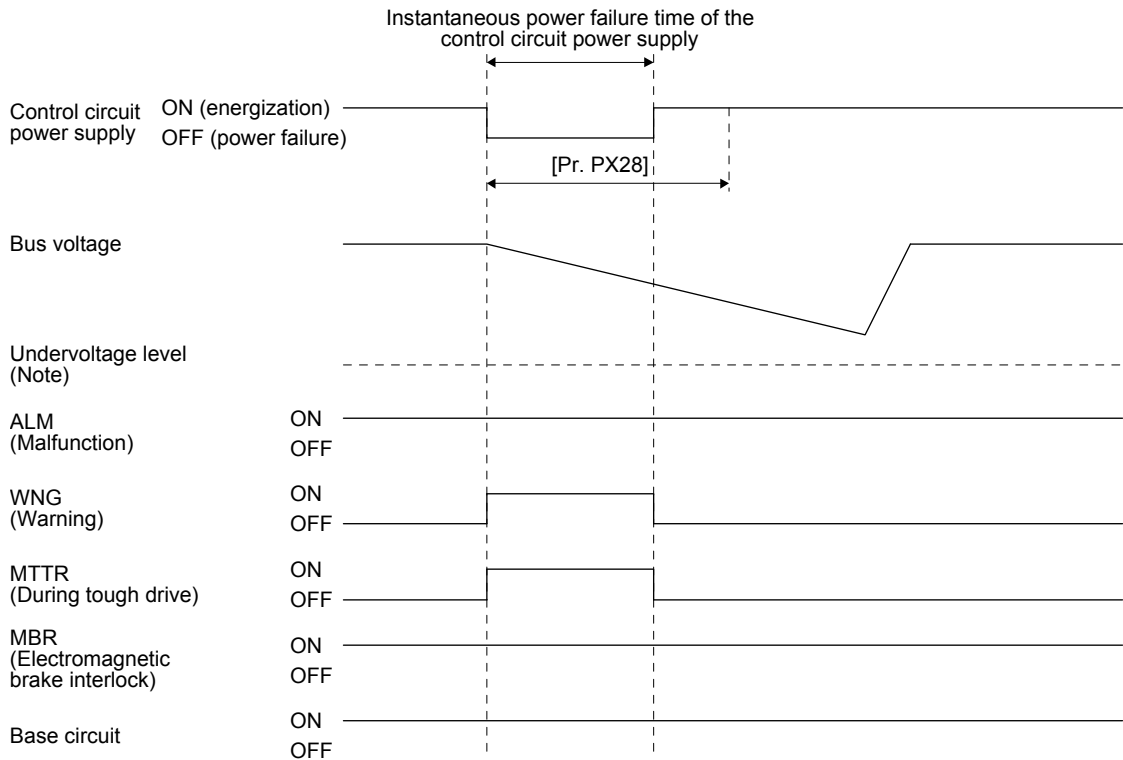 Instantaneous power failure time of the
control circuit power supply
Control circuit
power supply
ON (energization)
OFF (power failure)
[Pr. PX28]
Bus voltage
Undervoltage level
(Note)
ALM
(Malfunction)
ON
OFF
WNG
(Warning)
ON
OFF
MTTR
(During tough drive)
ON
OFF
MBR
(Electromagnetic
brake interlock)
ON
OFF
Base circuit
ON
OFF